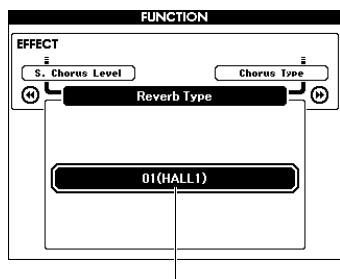 FUNCTION
EFFECT
S. Chorus Level
Chorus Type
Reverb Type
01(HALL1)